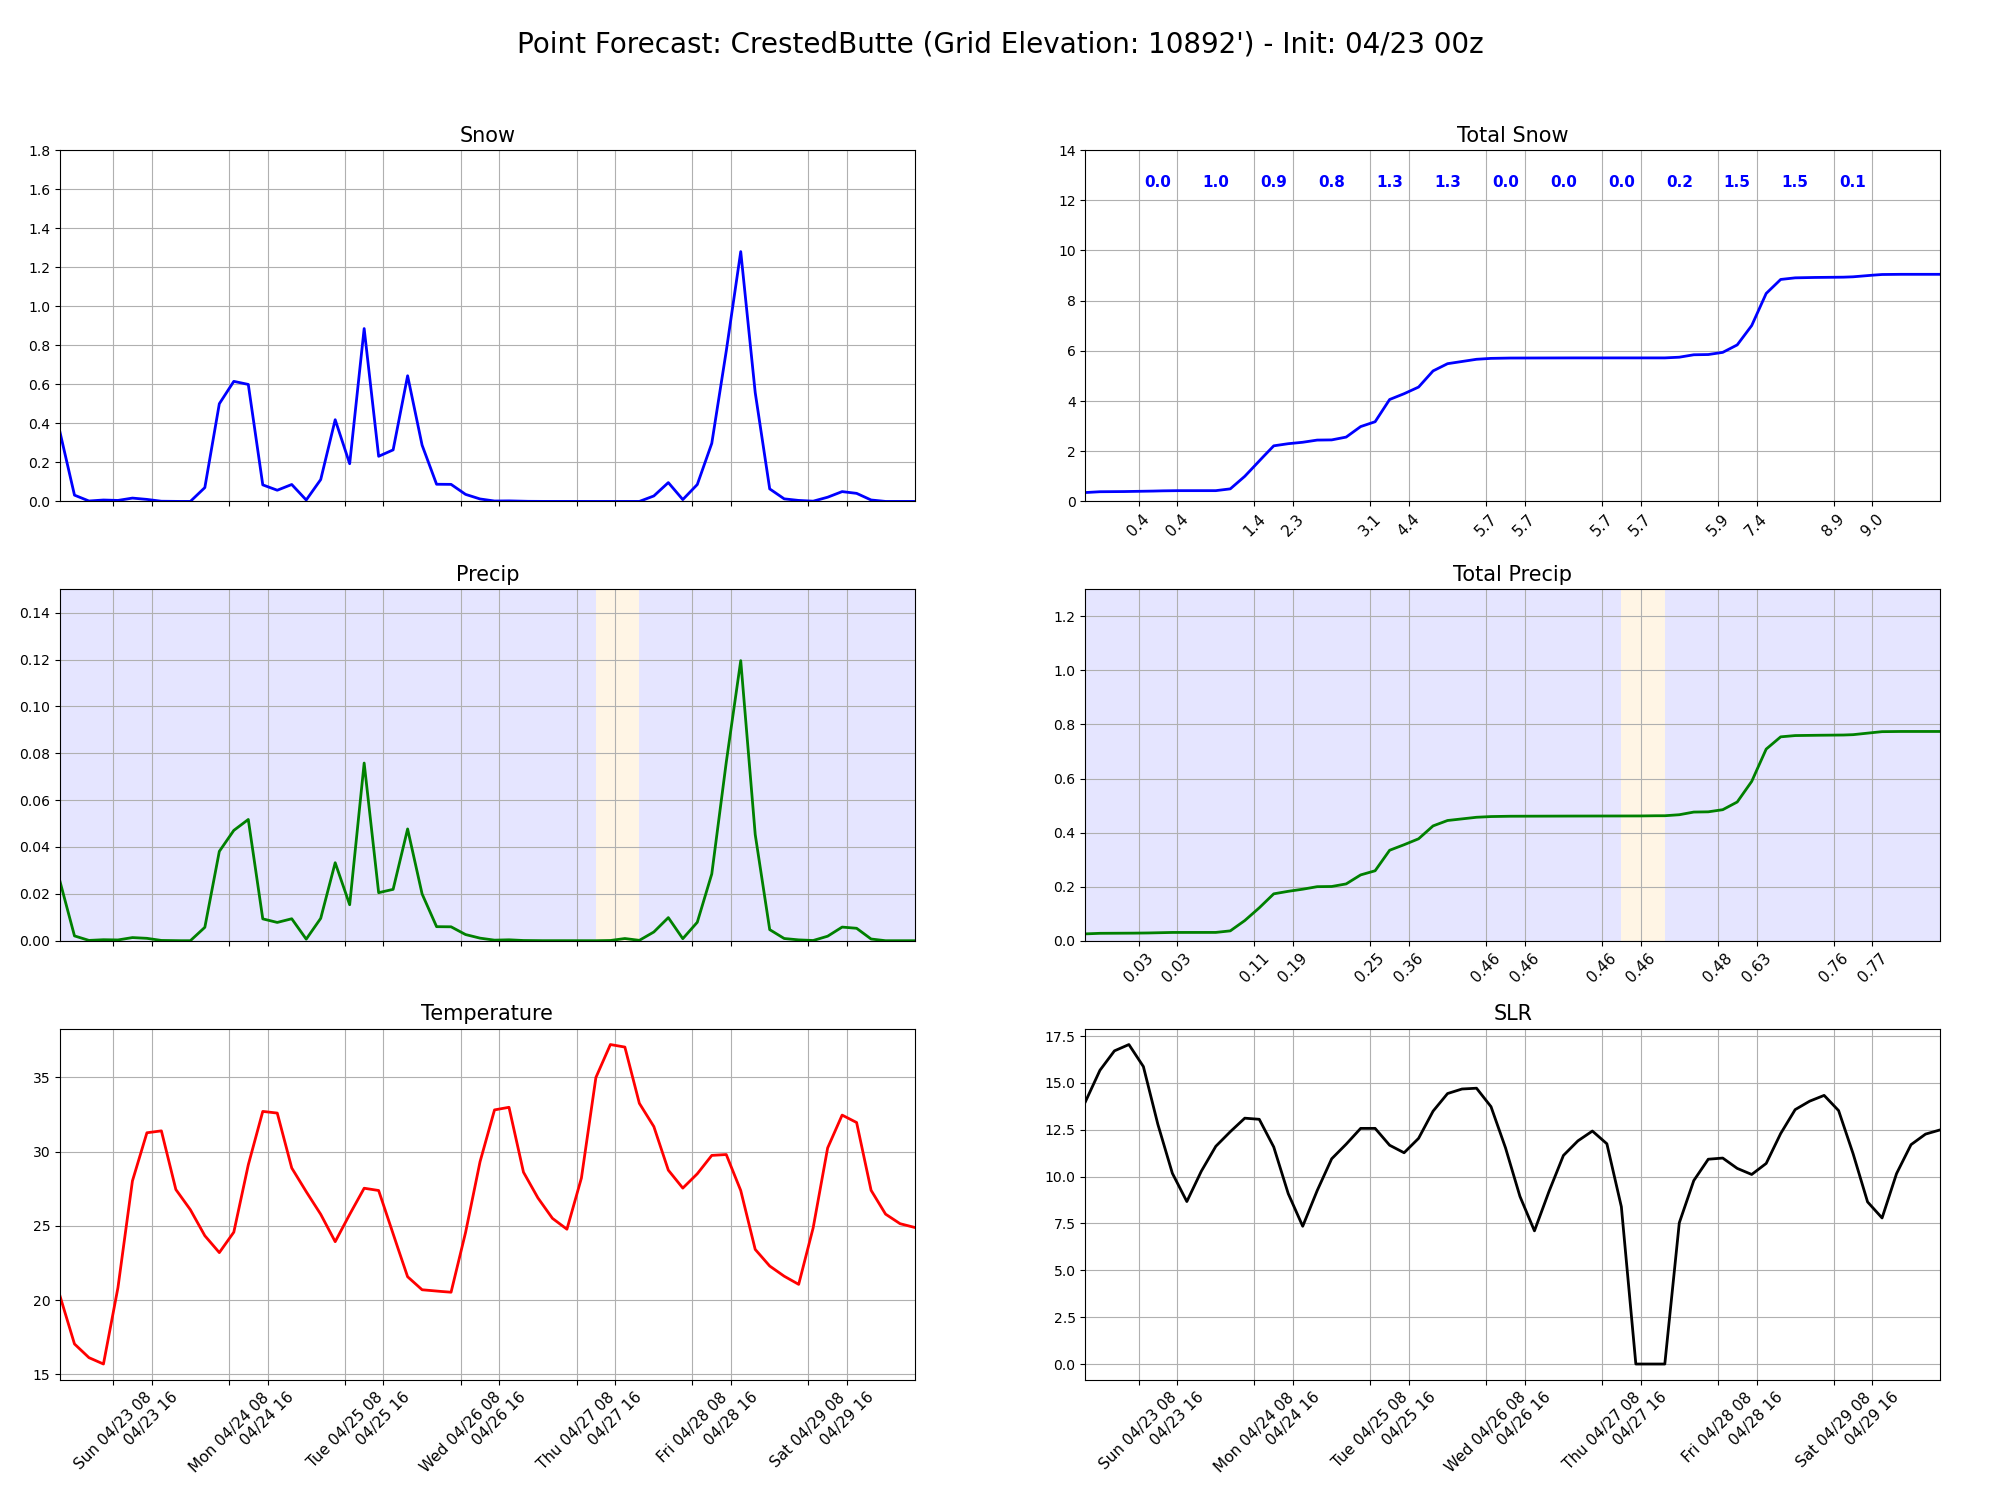 Point Forecast: CrestedButte (Grid Elevation: 10892') - Init: 04/23 00z
Snow
1.8
1.6
1.4
1.2
1.0
0.8
0.6
0.4
0.2
0.0
Total Snow
14
12
10
8
6
4
2
0
0.0 1.0 0.9 0.8 1.3 1.3 0.0 0.0 0.0 0.2 1.5 1.5 0.1
0.4 0.4 1.4 2.3 3.1 4.4 5.7 5.7 5.7 5.7 5.9 7.4 8.9 9.0
Precip
0.14
0.12
0.10
0.08
0.06
0.04
0.02
0.00
Total Precip
1.2
1.0
0.8
0.6
0.4
0.2
0.0
0.03 0.03 0.11 0.19 0.25 0.36 0.46 0.46 0.46 0.46 0.48 0.63 0.76 0.77
Temperature
35
30
25
20
15
Sun 04/23 08
04/23 16
Mon 04/24 08
04/24 16
Tue 04/25 08
04/25 16
Wed 04/26 08
04/26 16
Thu 04/27 08
04/27 16
Fri 04/28 08
04/28 16
Sat 04/29 08
04/29 16
SLR
17.5
15.0
12.5
10.0
7.5
5.0
2.5
0.0
Sun 04/23 08
04/23 16
Mon 04/24 08
04/24 16
Tue 04/25 08
04/25 16
Wed 04/26 08
04/26 16
Thu 04/27 08
04/27 16
Fri 04/28 08
04/28 16
Sat 04/29 08
04/29 16